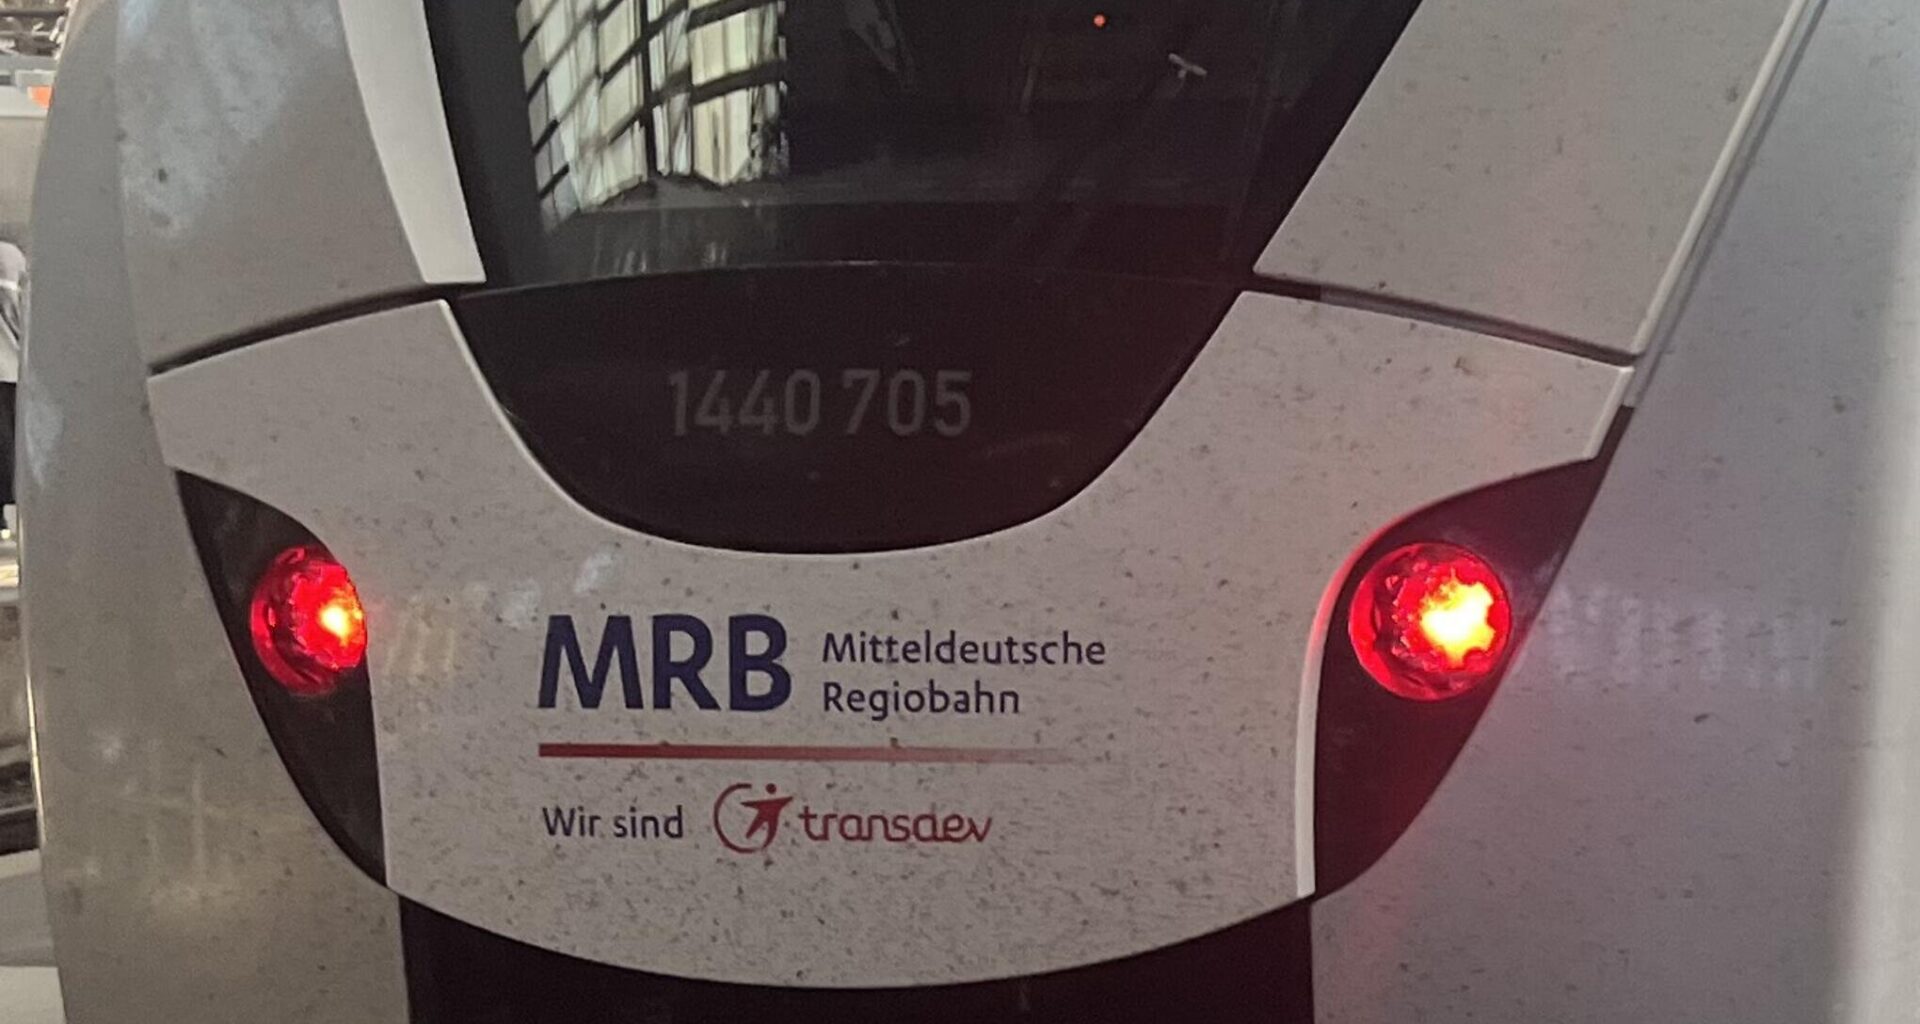 1440 705
MRB Mitteldeutsche
Regiobahn
Wir sind transdev